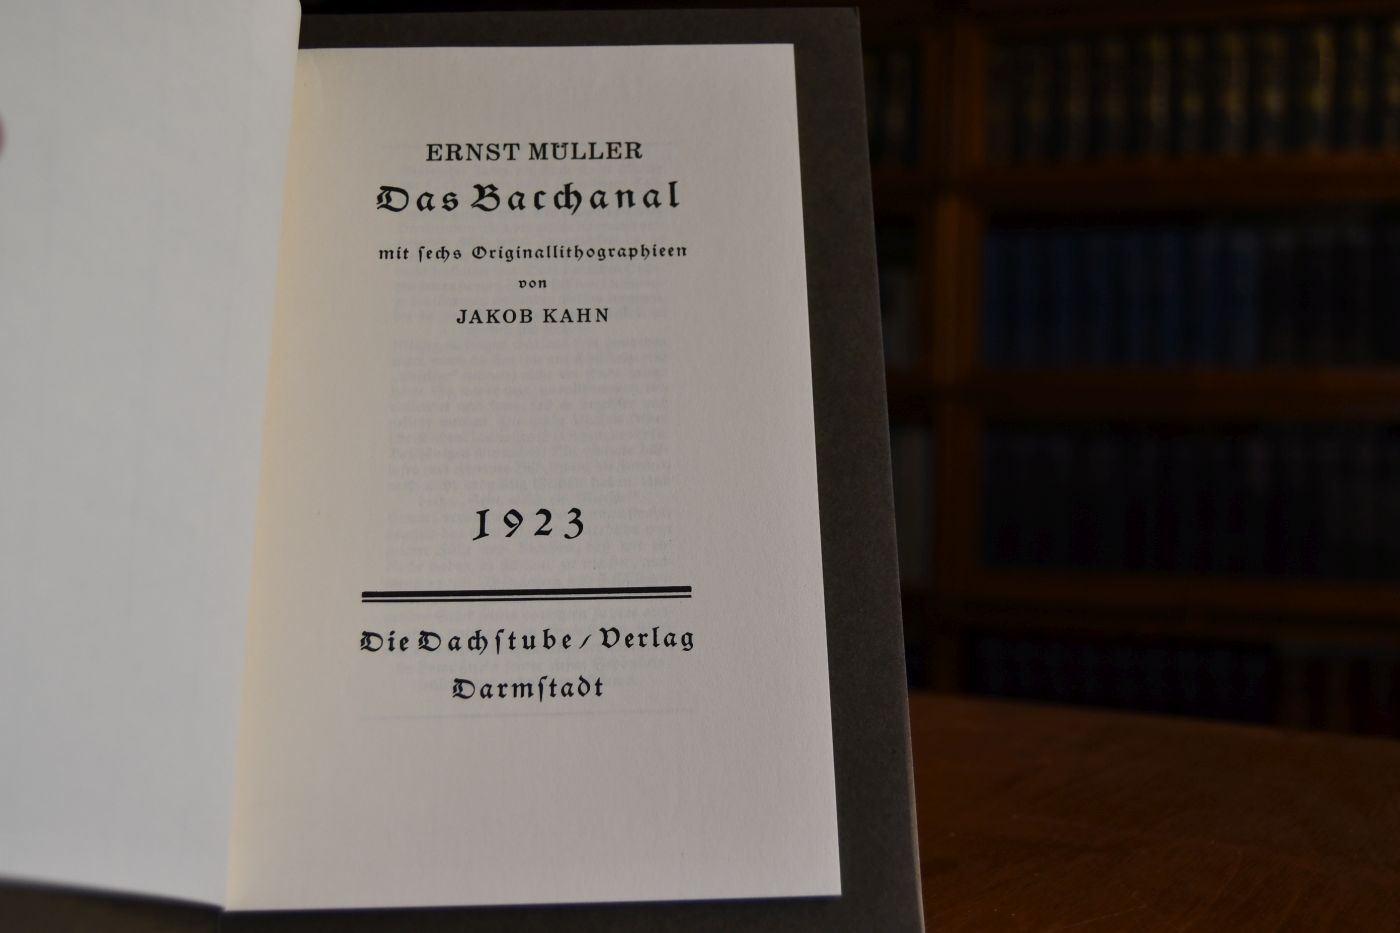 ERNST MÜLLER
Das Bacchanal
mit ſechs Originallithographieen
von
JAKOB KAHN
1923
Die Dachſtube / Verlag
Darmſtadt